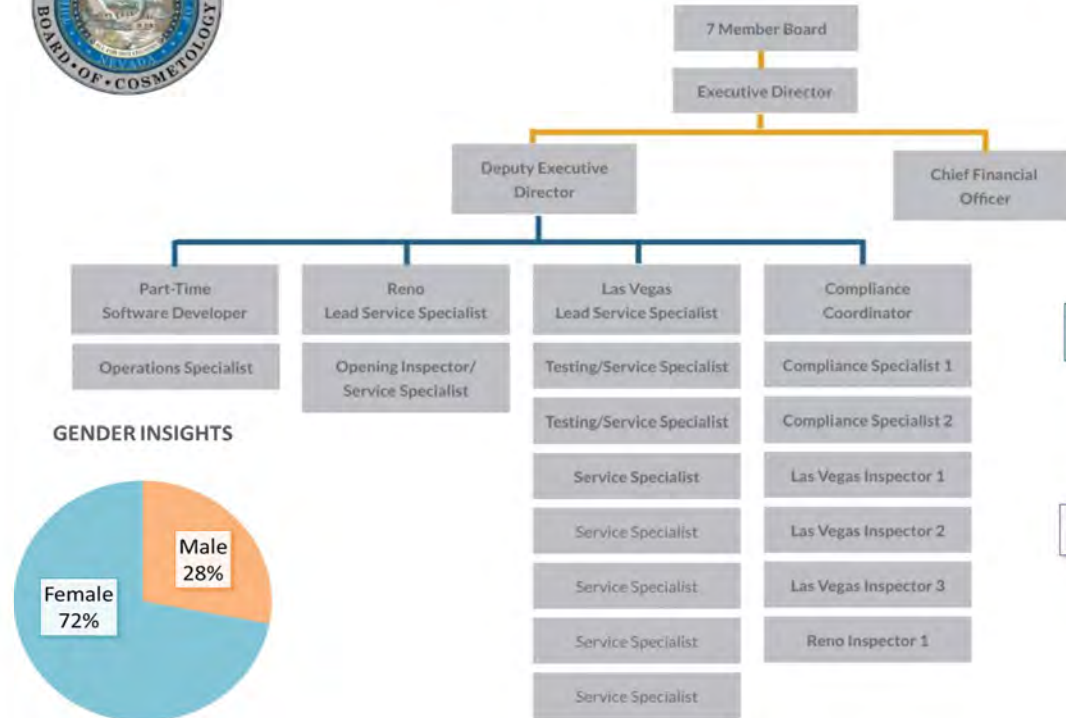 BOARD • OF • COSMETOLOGY
NEVADA
7 Member Board
Executive Director
Deputy Executive
Director
Chief Financial
Officer
Part-Time
Software Developer
Reno
Lead Service Specialist
Las Vegas
Lead Service Specialist
Compliance
Coordinator
Operations Specialist
Opening Inspector/
Service Specialist
Testing/Service Specialist
Compliance Specialist 1
Testing/Service Specialist
Compliance Specialist 2
Service Specialist
Las Vegas Inspector 1
Service Specialist
Las Vegas Inspector 2
Service Specialist
Las Vegas Inspector 3
Service Specialist
Reno Inspector 1
Service Specialist
GENDER INSIGHTS
Male
28%
Female
72%